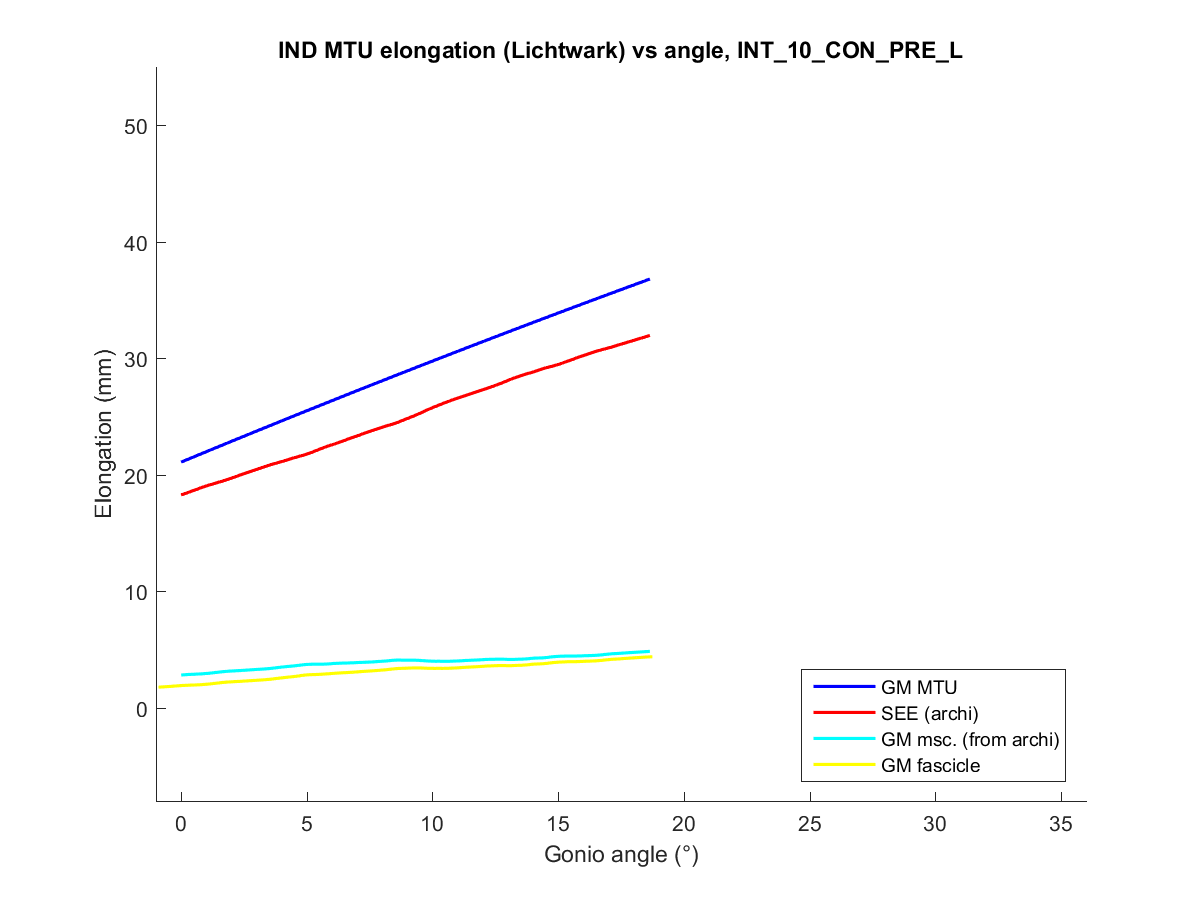 IND MTU elongation (Lichtwark) vs angle, INT_10_CON_PRE_L
50
40
30
20
10
0
Elongation (mm)
GM MTU
SEE (archi)
GM msc. (from archi)
GM fascicle
0 5 10 15 20 25 30 35
Gonio angle (°)